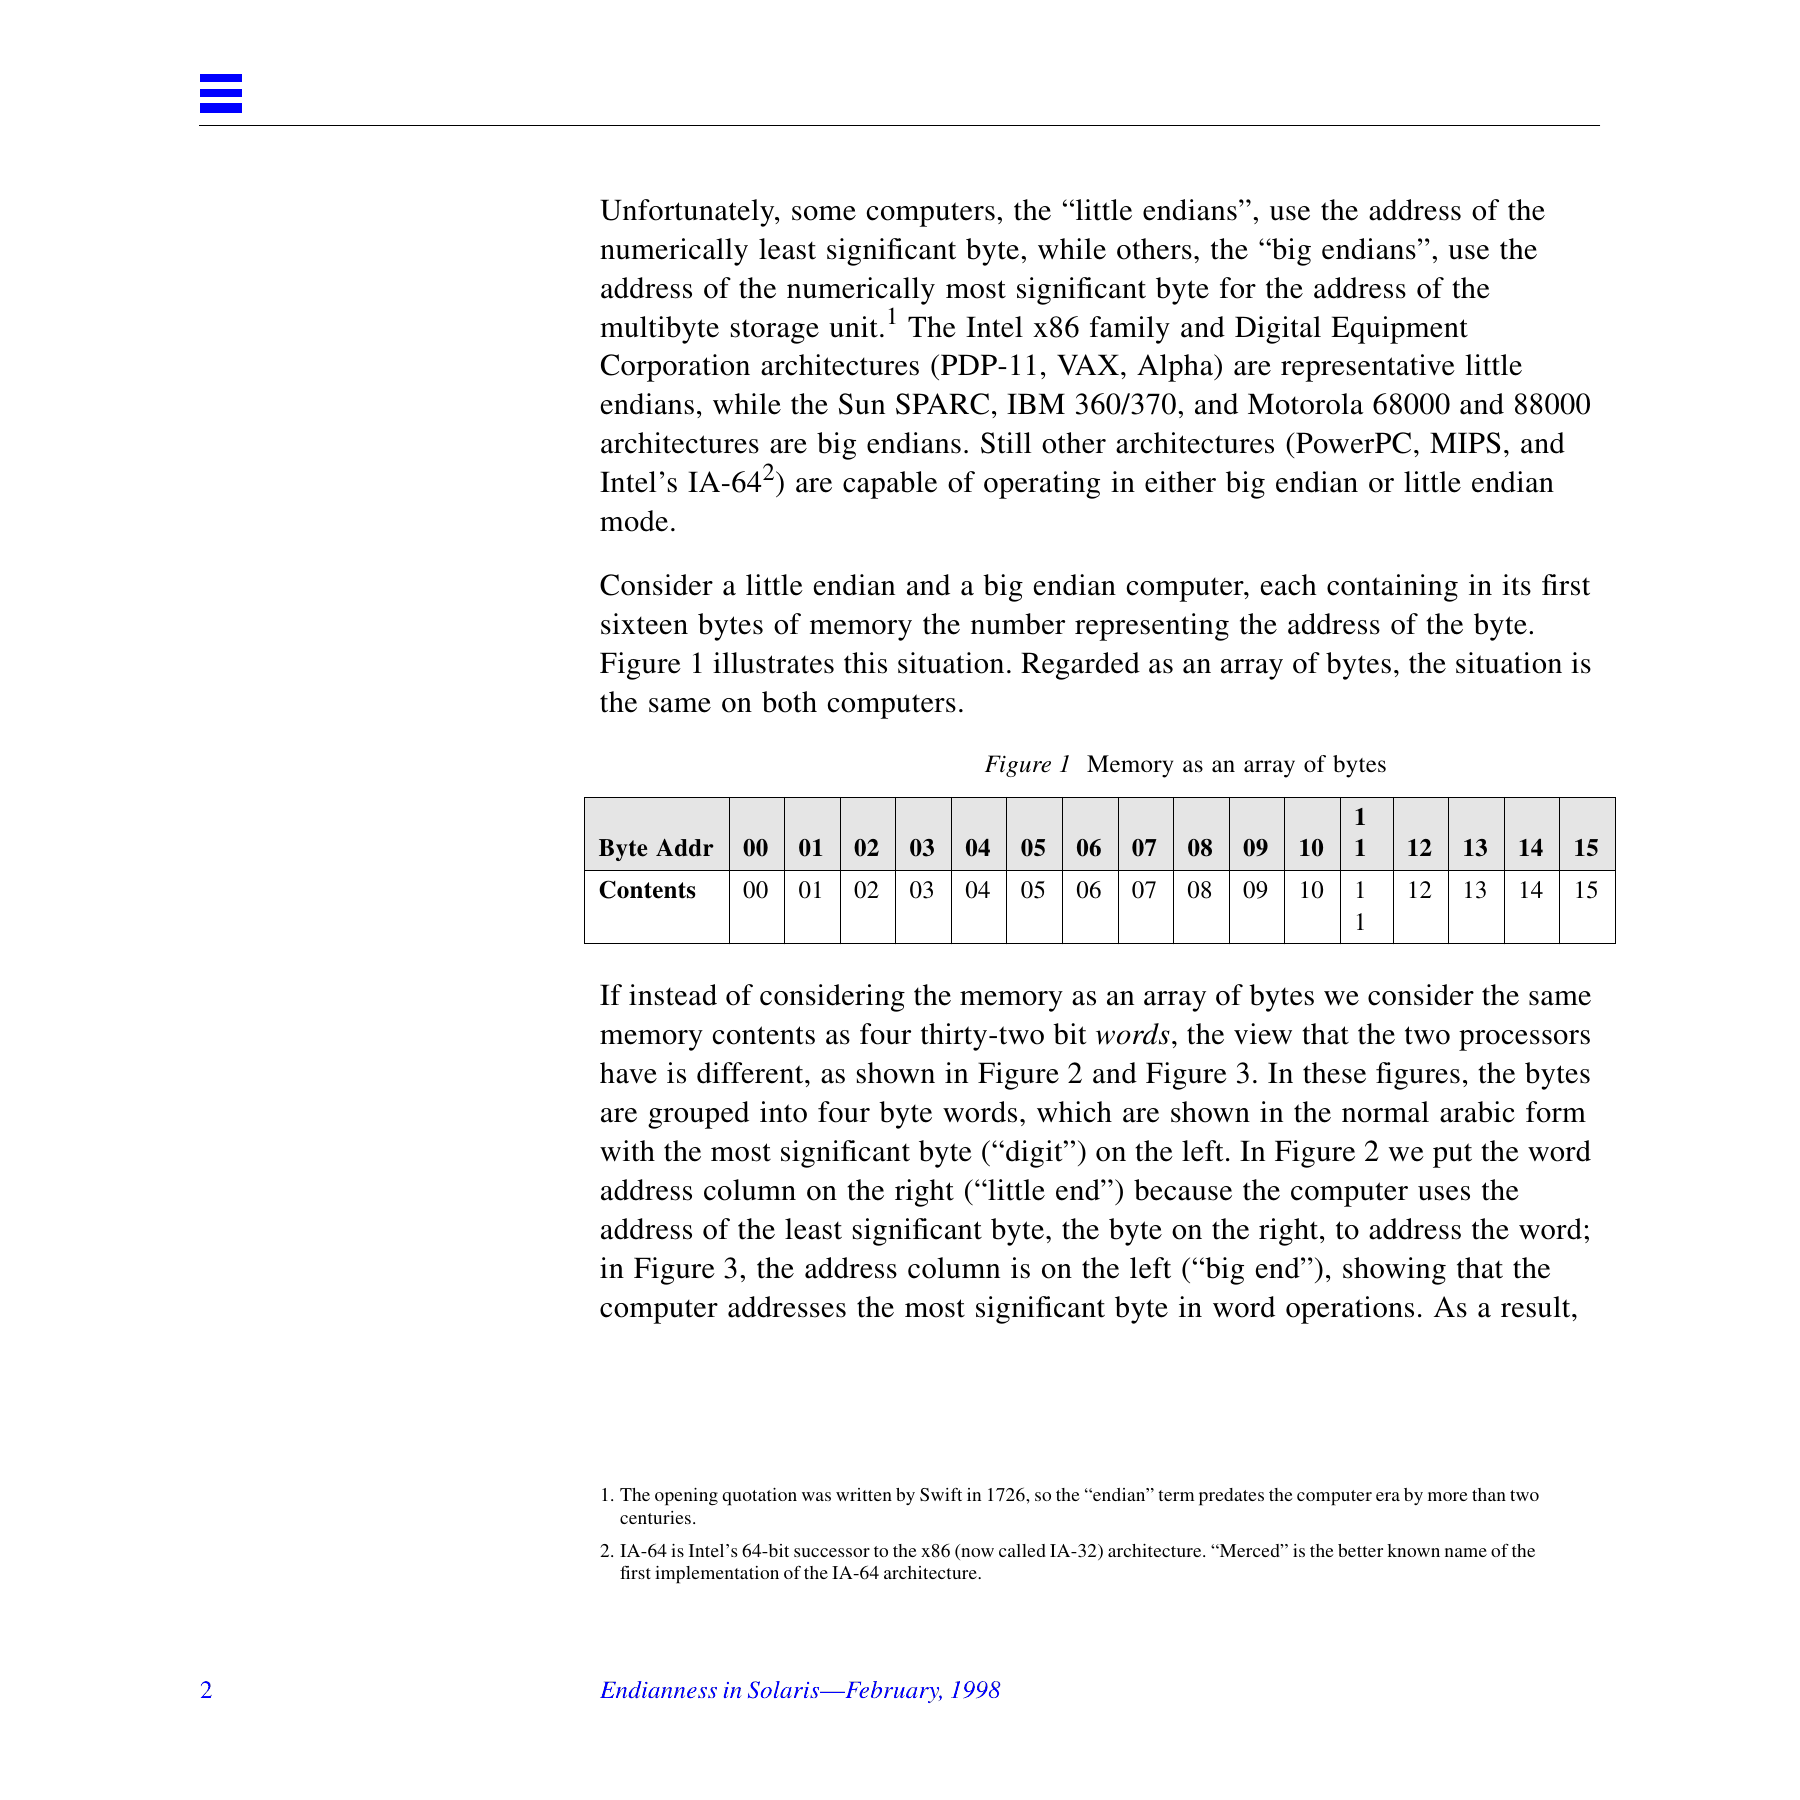 Unfortunately, some computers, the “little endians”, use the address of the
numerically least significant byte, while others, the “big endians”, use the
address of the numerically most significant byte for the address of the
multibyte storage unit.1 The Intel x86 family and Digital Equipment
Corporation architectures (PDP-11, VAX, Alpha) are representative little
endians, while the Sun SPARC, IBM 360/370, and Motorola 68000 and 88000
architectures are big endians. Still other architectures (PowerPC, MIPS, and
Intel’s IA-642) are capable of operating in either big endian or little endian
mode.
Consider a little endian and a big endian computer, each containing in its first
sixteen bytes of memory the number representing the address of the byte.
Figure 1 illustrates this situation. Regarded as an array of bytes, the situation is
the same on both computers.
Figure 1 Memory as an array of bytes
Byte Addr 00 01 02 03 04 05 06 07 08 09 10 11 12 13 14 15
Contents 00 01 02 03 04 05 06 07 08 09 10 11 12 13 14 15
If instead of considering the memory as an array of bytes we consider the same
memory contents as four thirty-two bit words, the view that the two processors
have is different, as shown in Figure 2 and Figure 3. In these figures, the bytes
are grouped into four byte words, which are shown in the normal arabic form
with the most significant byte (“digit”) on the left. In Figure 2 we put the word
address column on the right (“little end”) because the computer uses the
address of the least significant byte, the byte on the right, to address the word;
in Figure 3, the address column is on the left (“big end”), showing that the
computer addresses the most significant byte in word operations. As a result,
1. The opening quotation was written by Swift in 1726, so the “endian” term predates the computer era by more than two
centuries.
2. IA-64 is Intel’s 64-bit successor to the x86 (now called IA-32) architecture. “Merced” is the better known name of the
first implementation of the IA-64 architecture.
2 Endianness in Solaris—February, 1998